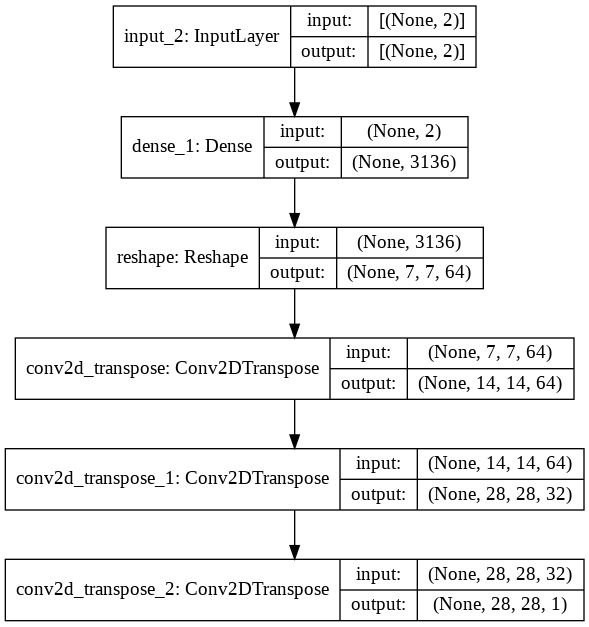 input_2: InputLayer
input: [(None, 2)]
output: [(None, 2)]
dense_1: Dense
input: (None, 2)
output: (None, 3136)
reshape: Reshape
input: (None, 3136)
output: (None, 7, 7, 64)
conv2d_transpose: Conv2DTranspose
input: (None, 7, 7, 64)
output: (None, 14, 14, 64)
conv2d_transpose_1: Conv2DTranspose
input: (None, 14, 14, 64)
output: (None, 28, 28, 32)
conv2d_transpose_2: Conv2DTranspose
input: (None, 28, 28, 32)
output: (None, 28, 28, 1)